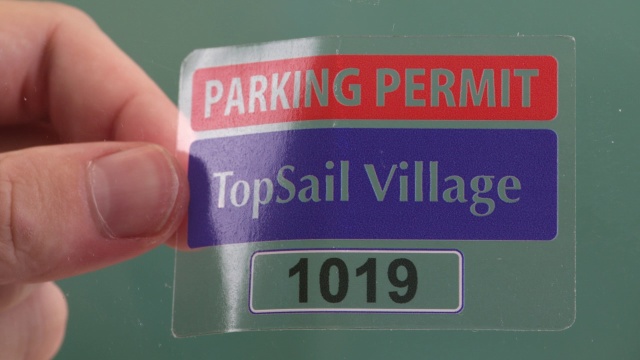 PARKING PERMIT
TopSail Village
1019